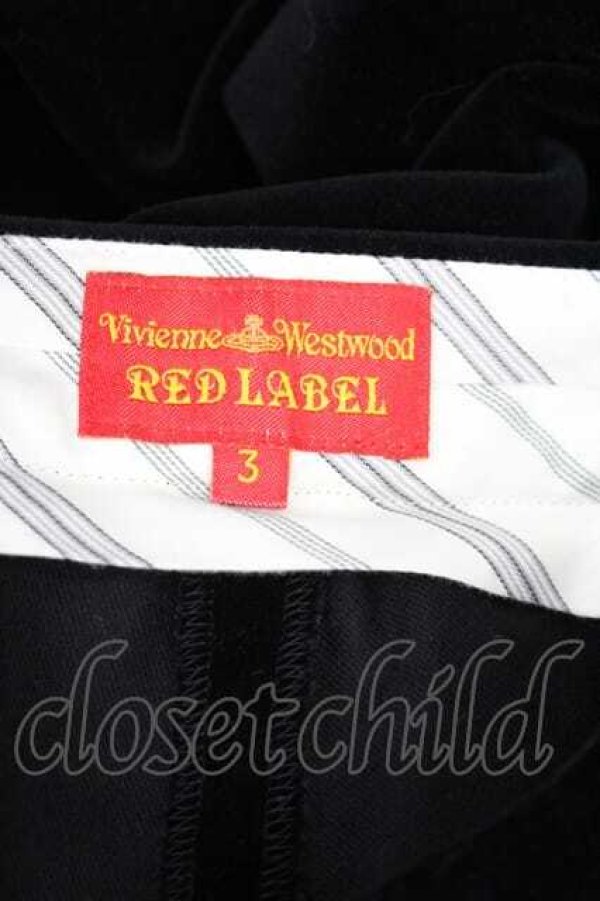 Vivienne Westwood
RED LABEL
3
closetchild